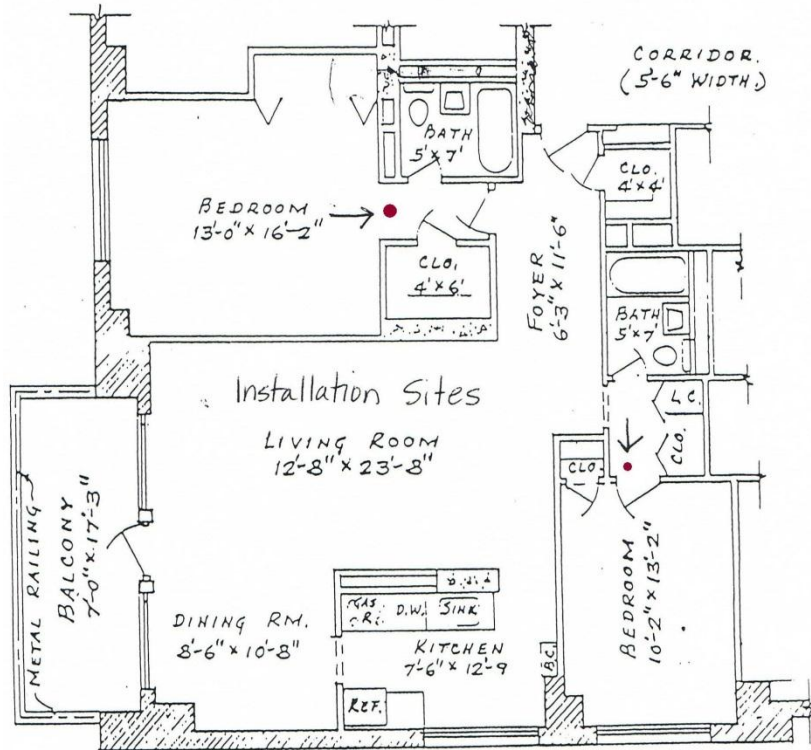 CORRIDOR.
(5'-6" WIDTH.)
BATH
5'x7'
CLO.
4'x4'
BEDROOM
13'-0" x 16'-2"
CLO.
4'x6'
FOYER
6'-3" x 11'-6"
BATH
5'x7'
Installation Sites
L.C.
LIVING ROOM
12'-8" x 23'-8"
CLO.
CLO
METAL RAILING
BALCONY
7'-0" x 17'-3"
GAS
R.
D.W.
SINK
DINING RM.
8'-6" x 10'-8"
KITCHEN
7'-6" x 12'-9
BEDROOM
10'-2" x 13'-2"
B.C.
REF.